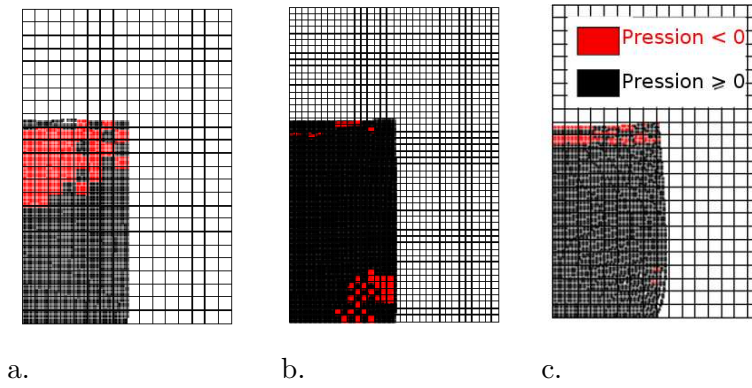 Pression < 0
Pression ⩾ 0
a.
b.
c.